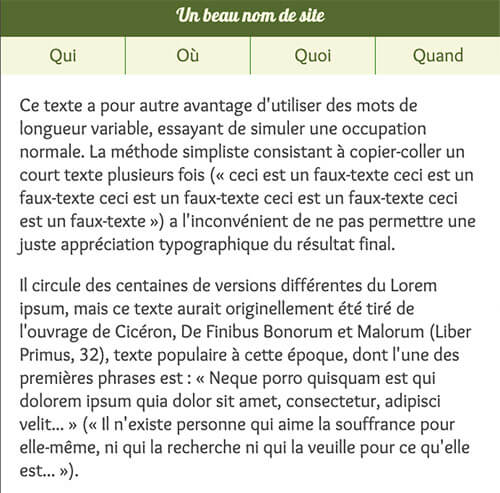 Un beau nom de site
Qui Où Quoi Quand
Ce texte a pour autre avantage d'utiliser des mots de
longueur variable, essayant de simuler une occupation
normale. La méthode simpliste consistant à copier-coller un
court texte plusieurs fois (« ceci est un faux-texte ceci est un
faux-texte ceci est un faux-texte ceci est un faux-texte ceci
est un faux-texte ») a l'inconvénient de ne pas permettre une
juste appréciation typographique du résultat final.
Il circule des centaines de versions différentes du Lorem
ipsum, mais ce texte aurait originellement été tiré de
l'ouvrage de Cicéron, De Finibus Bonorum et Malorum (Liber
Primus, 32), texte populaire à cette époque, dont l'une des
premières phrases est : « Neque porro quisquam est qui
dolorem ipsum quia dolor sit amet, consectetur, adipisci
velit... » (« Il n'existe personne qui aime la souffrance pour
elle-même, ni qui la recherche ni qui la veuille pour ce qu'elle
est... »).